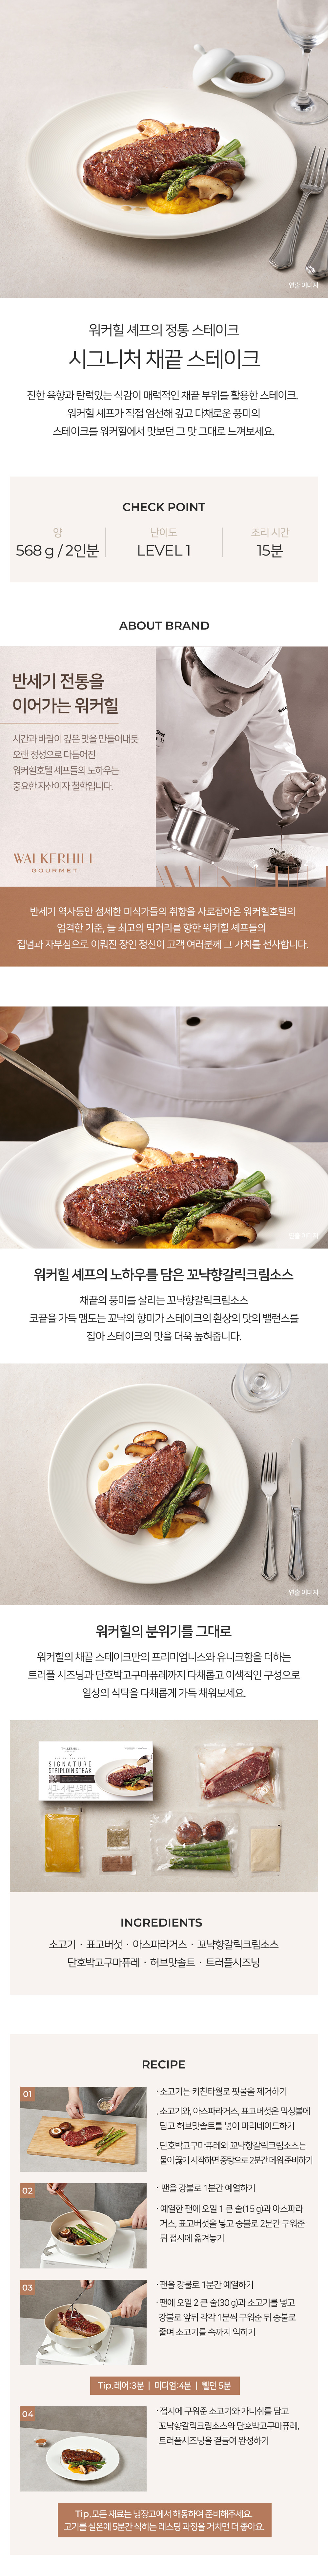 연출 이미지
워커힐 셰프의 정통 스테이크
시그니처 채끝 스테이크
진한 육향과 탄력있는 식감이 매력적인 채끝 부위를 활용한 스테이크.
워커힐 셰프가 직접 엄선해 깊고 다채로운 풍미의
스테이크를 워커힐에서 맛보던 그 맛 그대로 느껴보세요.
CHECK POINT
양
568 g / 2인분
난이도
LEVEL 1
조리 시간
15분
ABOUT BRAND
반세기 전통을
이어가는 워커힐
시간과 바람이 깊은 맛을 만들어내듯
오랜 정성으로 다듬어진
워커힐호텔 셰프들의 노하우는
중요한 자산이자 철학입니다.
WALKERHILL
GOURMET
반세기 역사동안 섬세한 미식가들의 취향을 사로잡아온 워커힐호텔의
엄격한 기준, 늘 최고의 먹거리를 향한 워커힐 셰프들의
집념과 자부심으로 이뤄진 장인 정신이 고객 여러분께 그 가치를 선사합니다.
연출 이미지
워커힐 셰프의 노하우를 담은 꼬냑향갈릭크림소스
채끝의 풍미를 살리는 꼬냑향갈릭크림소스
코끝을 가득 맴도는 꼬냑의 향미가 스테이크의 환상의 맛의 밸런스를
잡아 스테이크의 맛을 더욱 높혀줍니다.
연출 이미지
워커힐의 분위기를 그대로
워커힐의 채끝 스테이크만의 프리미엄니스와 유니크함을 더하는
트러플 시즈닝과 단호박고구마퓨레까지 다채롭고 이색적인 구성으로
일상의 식탁을 다채롭게 가득 채워보세요.
SIGNATURE
STRIPLOIN STEAK
시그니처 채끝 스테이크
INGREDIENTS
소고기 · 표고버섯 · 아스파라거스 · 꼬냑향갈릭크림소스
단호박고구마퓨레 · 허브맛솔트 · 트러플시즈닝
RECIPE
01
· 소고기는 키친타월로 핏물을 제거하기
. 소고기와, 아스파라거스, 표고버섯은 믹싱볼에
담고 허브맛솔트를 넣어 마리네이드하기
. 단호박고구마퓨레와 꼬냑향갈릭크림소스는
물이 끓기 시작하면 중탕으로 2분간 데워 준비하기
02
· 팬을 강불로 1분간 예열하기
· 예열한 팬에 오일 1 큰 술(15 g)과 아스파라
거스, 표고버섯을 넣고 중불로 2분간 구워준
뒤 접시에 옮겨놓기
03
· 팬을 강불로 1분간 예열하기
· 팬에 오일 2 큰 술(30 g)과 소고기를 넣고
강불로 앞뒤 각각 1분씩 구워준 뒤 중불로
줄여 소고기를 속까지 익히기
Tip.레어:3분 | 미디엄:4분 | 웰던 5분
04
· 접시에 구워준 소고기와 가니쉬를 담고
꼬냑향갈릭크림소스와 단호박고구마퓨레,
트러플시즈닝을 곁들여 완성하기
Tip.모든 재료는 냉장고에서 해동하여 준비해주세요.
고기를 실온에 5분간 식히는 레스팅 과정을 거치면 더 좋아요.